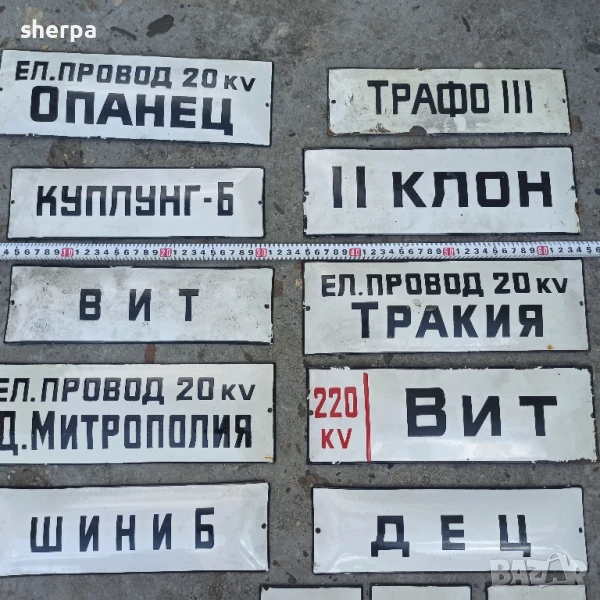 sherpa
ЕЛ.ПРОВОД 20 KV
ОПАНЕЦ
ТРАФО III
КУПЛУНГ-Б
II КЛОН
ВИТ
ЕЛ.ПРОВОД 20 KV
ТРАКИЯ
ЕЛ.ПРОВОД 20 KV
Д.МИТРОПОЛИЯ
220 KV
ВИТ
ШИНИ Б
ДЕЦ
BAZAR